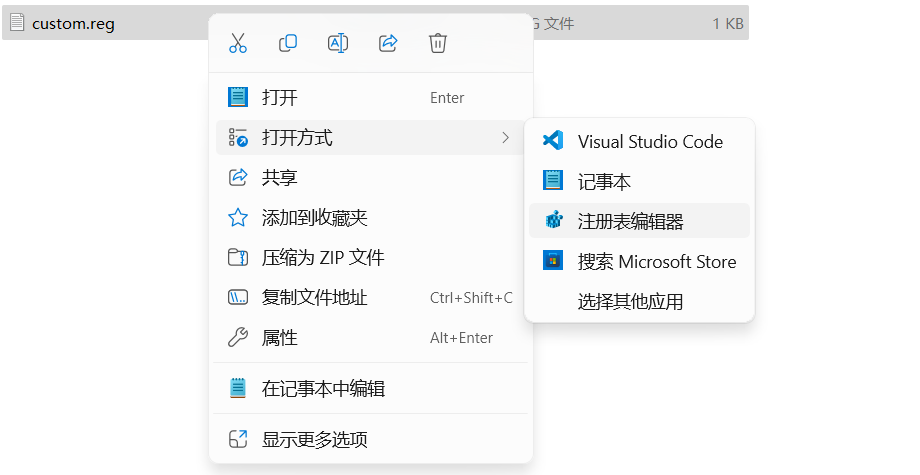 custom.reg G 文件 1 KB
打开 Enter
打开方式
共享
添加到收藏夹
压缩为 ZIP 文件
复制文件地址 Ctrl+Shift+C
属性 Alt+Enter
在记事本中编辑
显示更多选项
Visual Studio Code
记事本
注册表编辑器
搜索 Microsoft Store
选择其他应用